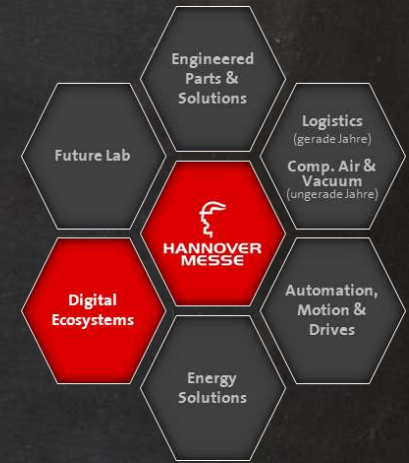 Engineered
Parts &
Solutions
Future Lab
Logistics
(gerade Jahre)
Comp. Air &
Vacuum
(ungerade Jahre)
HANNOVER
MESSE
Digital
Ecosystems
Automation,
Motion &
Drives
Energy
Solutions